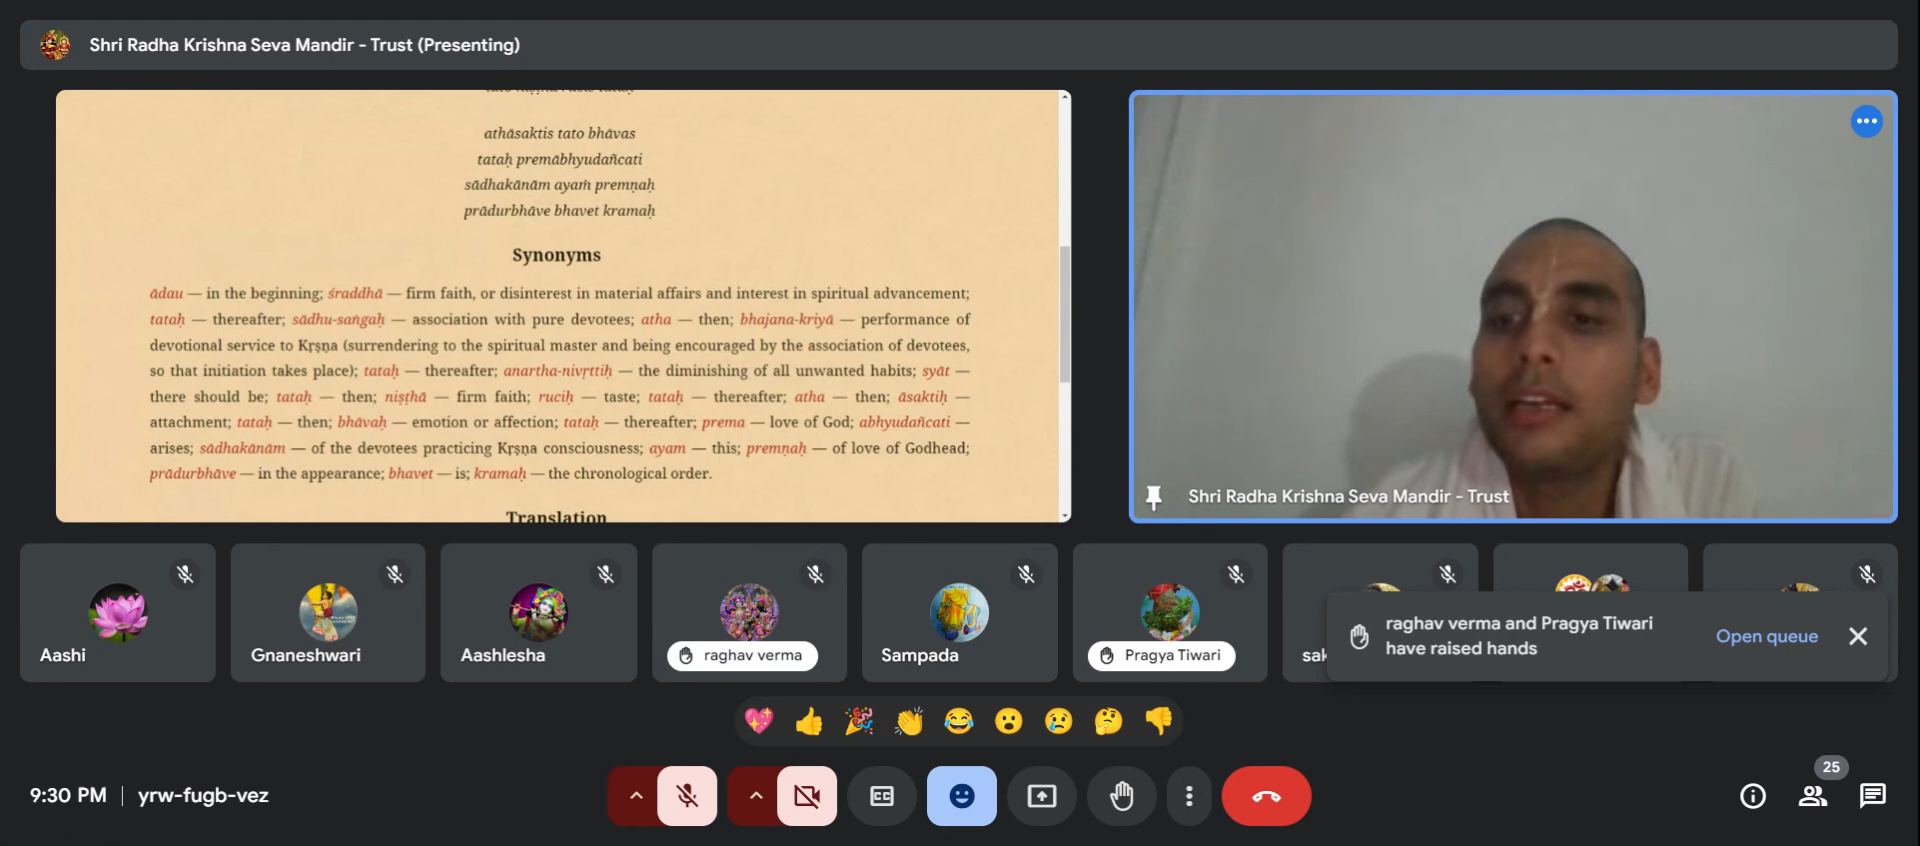 Shri Radha Krishna Seva Mandir - Trust (Presenting)
athāsaktis tato bhāvas
tataḥ premābhyudañcati
sādhakānām ayaṁ premṇaḥ
prādurbhāve bhavet kramaḥ
Synonyms
ādau — in the beginning; śraddhā — firm faith, or disinterest in material affairs and interest in spiritual advancement;
tataḥ — thereafter; sādhu-saṅgaḥ — association with pure devotees; atha — then; bhajana-kriyā — performance of
devotional service to Kṛṣṇa (surrendering to the spiritual master and being encouraged by the association of devotees,
so that initiation takes place); tataḥ — thereafter; anartha-nivṛttiḥ — the diminishing of all unwanted habits; syāt —
there should be; tataḥ — then; niṣṭhā — firm faith; ruciḥ — taste; tataḥ — thereafter; atha — then; āsaktiḥ —
attachment; tataḥ — then; bhāvaḥ — emotion or affection; tataḥ — thereafter; prema — love of God; abhyudañcati —
arises; sādhakānām — of the devotees practicing Kṛṣṇa consciousness; ayam — this; premṇaḥ — of love of Godhead;
prādurbhāve — in the appearance; bhavet — is; kramaḥ — the chronological order.
Translation
Shri Radha Krishna Seva Mandir - Trust
Aashi
Gnaneshwari
Aashlesha
raghav verma
Sampada
Pragya Tiwari
sak
raghav verma and Pragya Tiwari
have raised hands
Open queue
9:30 PM | yrw-fugb-vez
CC
25